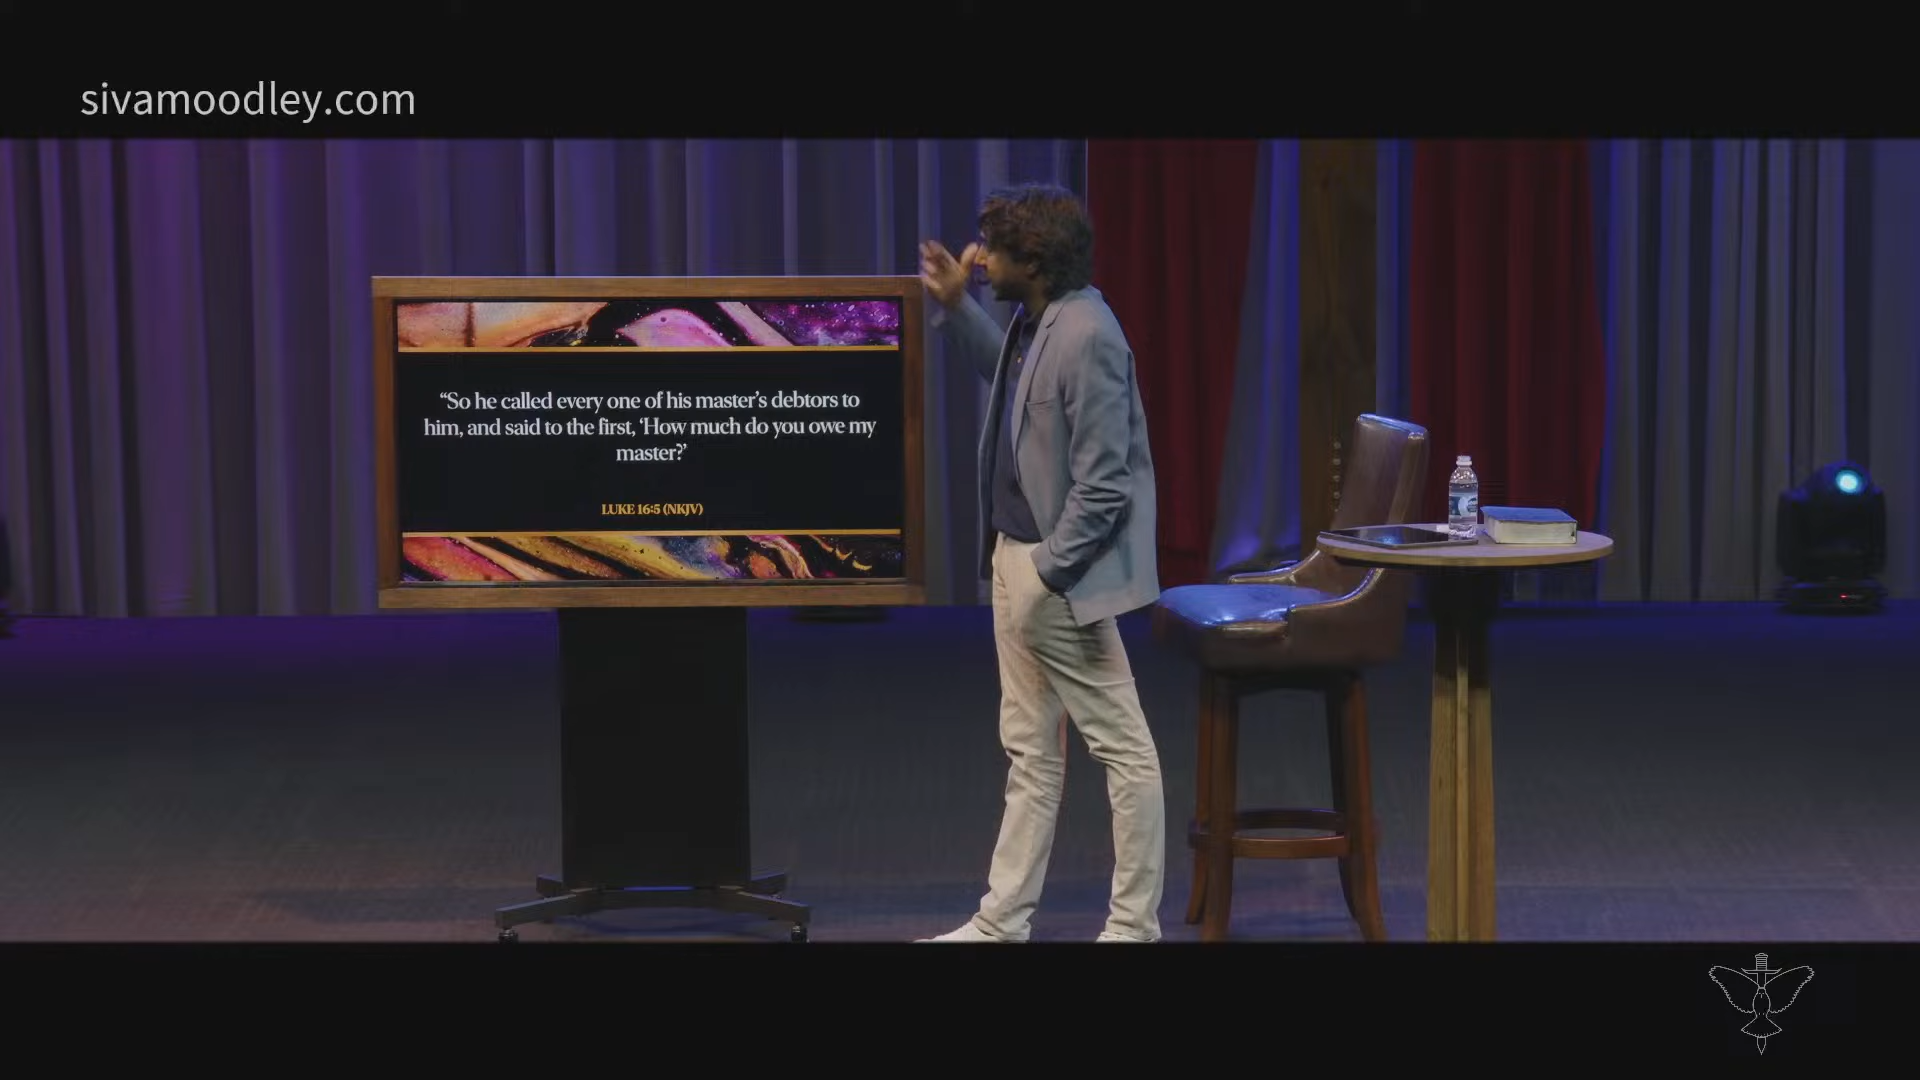 sivamoodley.com
“So he called every one of his master’s debtors to
him, and said to the first, ‘How much do you owe my
master?’
LUKE 16:5 (NKJV)